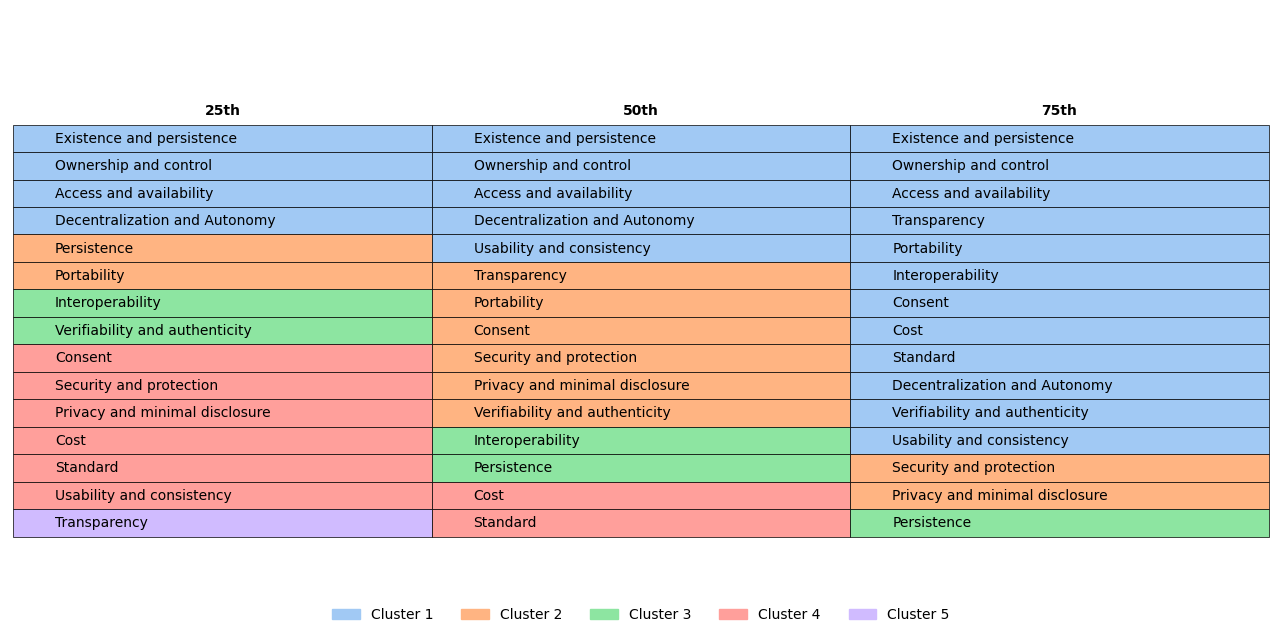 25th 50th 75th
Existence and persistence Existence and persistence Existence and persistence
Ownership and control Ownership and control Ownership and control
Access and availability Access and availability Access and availability
Decentralization and Autonomy Decentralization and Autonomy Transparency
Persistence Usability and consistency Portability
Portability Transparency Interoperability
Interoperability Portability Consent
Verifiability and authenticity Consent Cost
Consent Security and protection Standard
Security and protection Privacy and minimal disclosure Decentralization and Autonomy
Privacy and minimal disclosure Verifiability and authenticity Verifiability and authenticity
Cost Interoperability Usability and consistency
Standard Persistence Security and protection
Usability and consistency Cost Privacy and minimal disclosure
Transparency Standard Persistence
Cluster 1 Cluster 2 Cluster 3 Cluster 4 Cluster 5